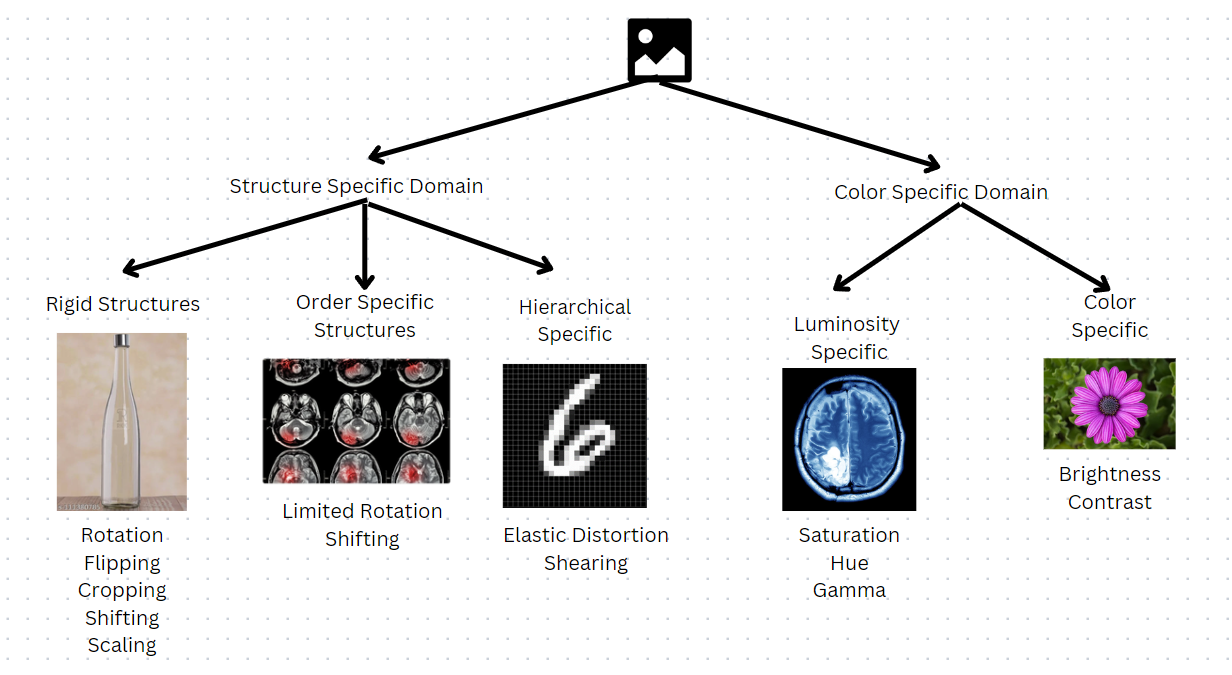 Structure Specific Domain
Color Specific Domain
Rigid Structures
Order Specific
Structures
Hierarchical
Specific
Luminosity
Specific
Color
Specific
Rotation
Flipping
Cropping
Shifting
Scaling
Limited Rotation
Shifting
Elastic Distortion
Shearing
Saturation
Hue
Gamma
Brightness
Contrast